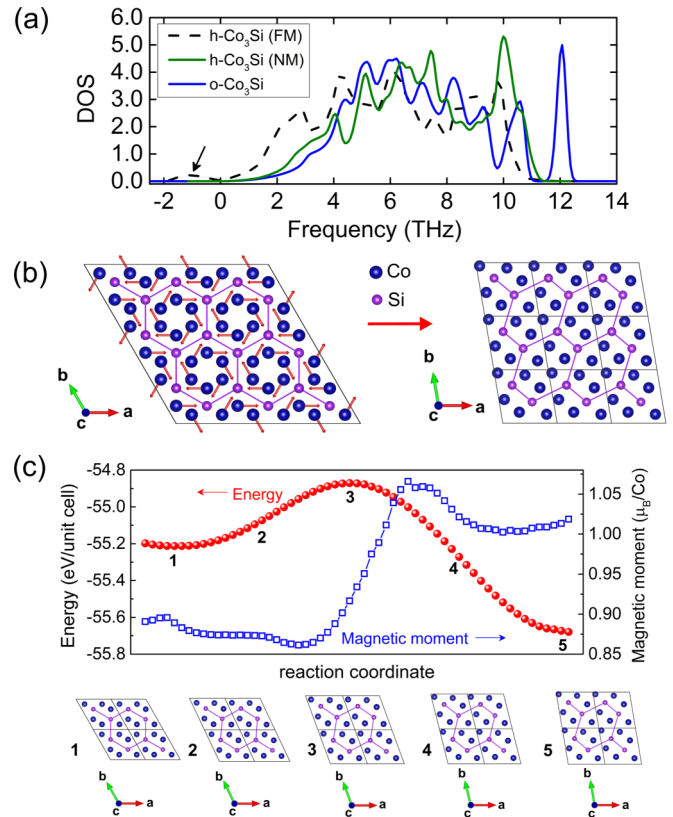 (a)
DOS
6.0
5.0
4.0
3.0
2.0
1.0
0.0
h-Co3Si (FM)
h-Co3Si (NM)
o-Co3Si
-2 0 2 4 6 8 10 12 14
Frequency (THz)
(b)
Co
Si
b
c
a
b
c
a
(c)
Energy (eV/unit cell)
-54.8
-55.0
-55.2
-55.4
-55.6
-55.8
Energy
Magnetic moment
1
2
3
4
5
1.05
1.00
0.95
0.90
0.85
Magnetic moment (μB/Co)
reaction coordinate
1 2 3 4 5
b b b b b
c a c a c a c a c a